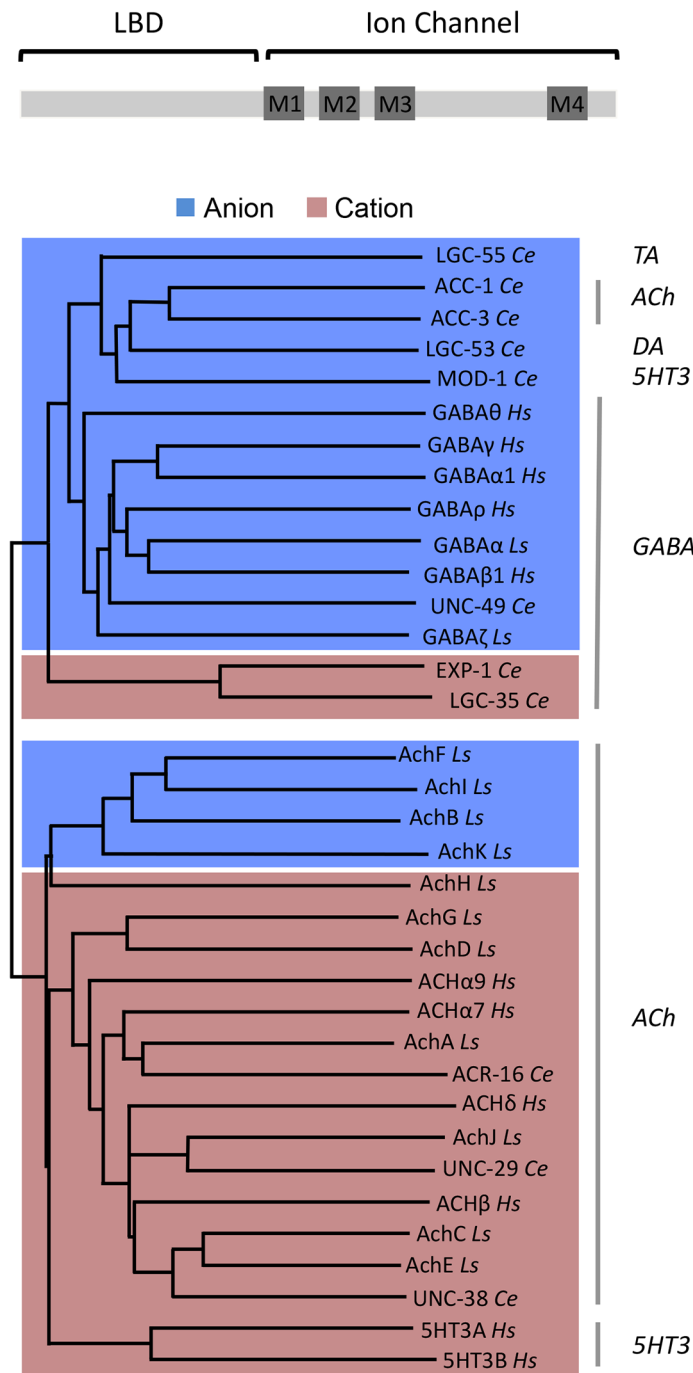 LBD Ion Channel
M1 M2 M3 M4
Anion Cation
LGC-55 Ce TA
ACC-1 Ce
ACh
ACC-3 Ce
LGC-53 Ce DA
MOD-1 Ce 5HT3
GABAθ Hs
GABAγ Hs
GABAα1 Hs
GABAρ Hs
GABAα Ls GABA
GABAβ1 Hs
UNC-49 Ce
GABAζ Ls
EXP-1 Ce
LGC-35 Ce
AchF Ls
AchI Ls
AchB Ls
AchK Ls
AchH Ls
AchG Ls
AchD Ls
ACHα9 Hs
ACHα7 Hs ACh
AchA Ls
ACR-16 Ce
ACHδ Hs
AchJ Ls
UNC-29 Ce
ACHβ Hs
AchC Ls
AchE Ls
UNC-38 Ce
5HT3A Hs
5HT3
5HT3B Hs